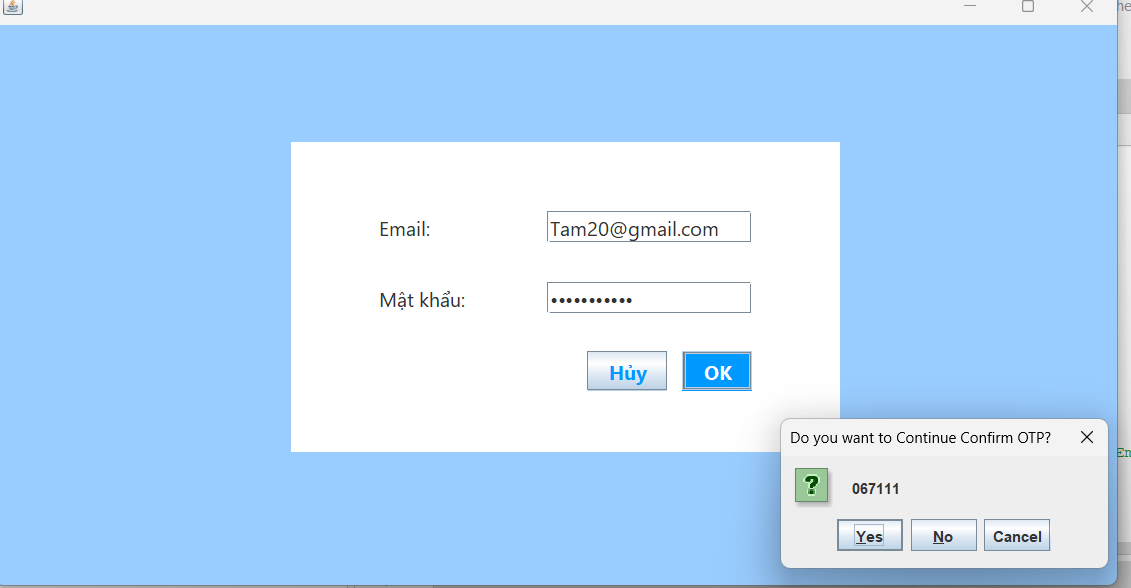 Email:
Tam20@gmail.com
Mật khẩu:
Hủy
OK
Do you want to Continue Confirm OTP?
067111
Yes
No
Cancel